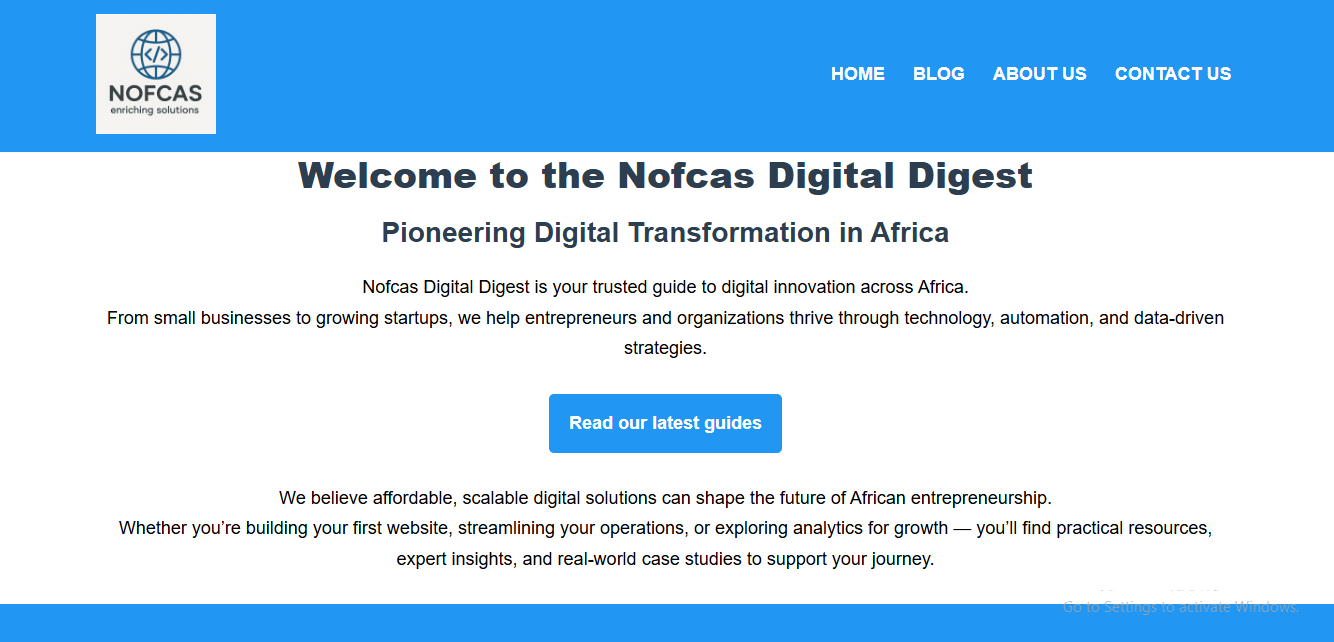 </>
NOFCAS
enriching solutions
HOME BLOG ABOUT US CONTACT US
Welcome to the Nofcas Digital Digest
Pioneering Digital Transformation in Africa
Nofcas Digital Digest is your trusted guide to digital innovation across Africa.
From small businesses to growing startups, we help entrepreneurs and organizations thrive through technology, automation, and data-driven
strategies.
Read our latest guides
We believe affordable, scalable digital solutions can shape the future of African entrepreneurship.
Whether you’re building your first website, streamlining your operations, or exploring analytics for growth — you’ll find practical resources,
expert insights, and real-world case studies to support your journey.
Go to Settings to activate Windows.